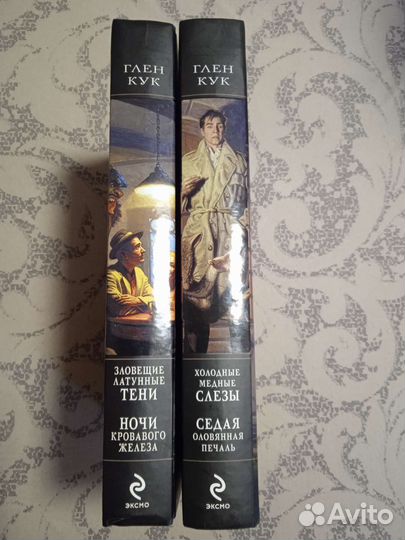 ГЛЕН
КУК
ЗЛОВЕЩИЕ
ЛАТУННЫЕ
ТЕНИ
НОЧИ
КРОВАВОГО
ЖЕЛЕЗА
ЭКСМО
ГЛЕН
КУК
ХОЛОДНЫЕ
МЕДНЫЕ
СЛЕЗЫ
СЕДАЯ
ОЛОВЯННАЯ
ПЕЧАЛЬ
ЭКСМО
Avito